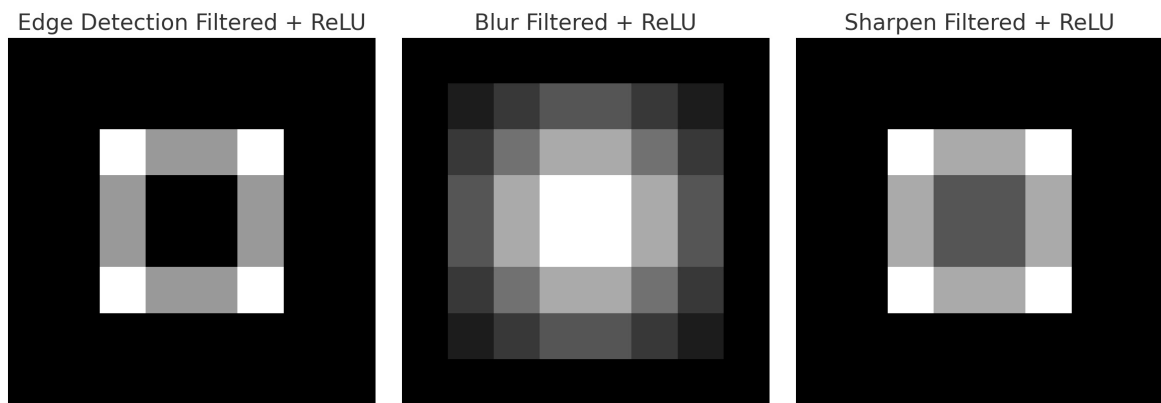 Edge Detection Filtered + ReLU
Blur Filtered + ReLU
Sharpen Filtered + ReLU